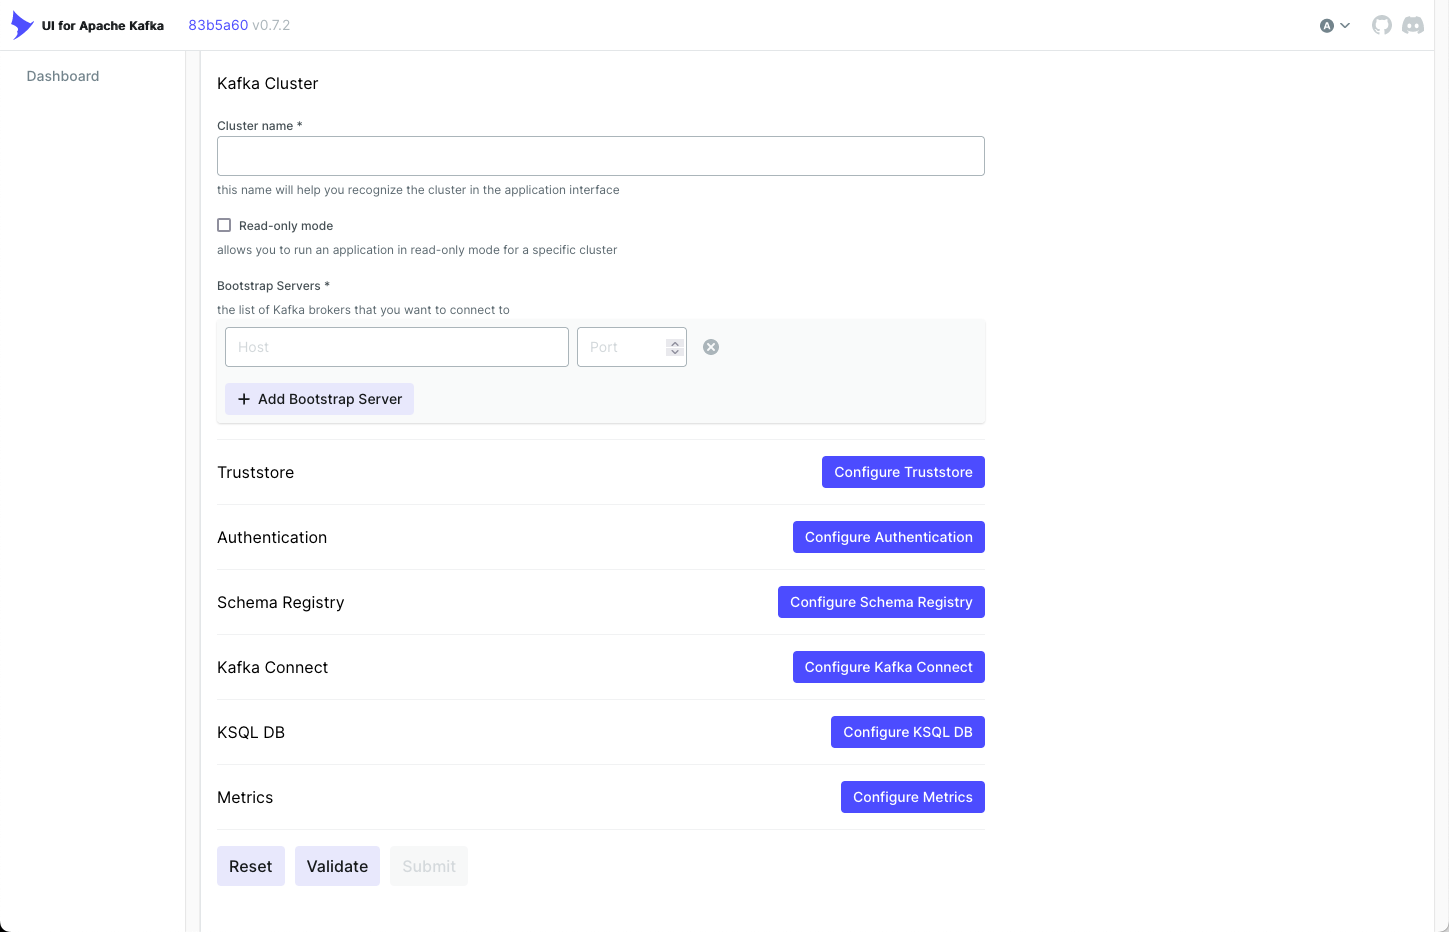 UI for Apache Kafka 83b5a60 v0.7.2
A
Dashboard
Kafka Cluster
Cluster name *
this name will help you recognize the cluster in the application interface
Read-only mode
allows you to run an application in read-only mode for a specific cluster
Bootstrap Servers *
the list of Kafka brokers that you want to connect to
Host Port
+ Add Bootstrap Server
Truststore Configure Truststore
Authentication Configure Authentication
Schema Registry Configure Schema Registry
Kafka Connect Configure Kafka Connect
KSQL DB Configure KSQL DB
Metrics Configure Metrics
Reset Validate Submit